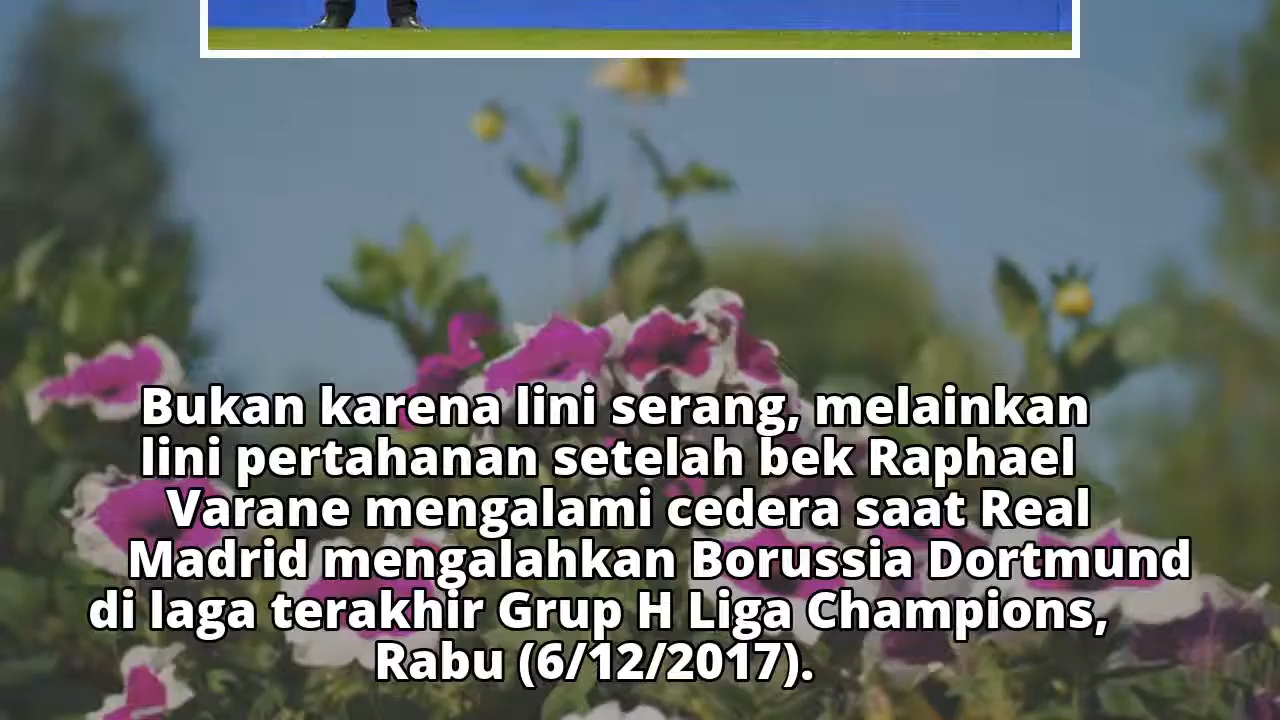 Bukan karena lini serang, melainkan
lini pertahanan setelah bek Raphael
Varane mengalami cedera saat Real
Madrid mengalahkan Borussia Dortmund
di laga terakhir Grup H Liga Champions,
Rabu (6/12/2017).